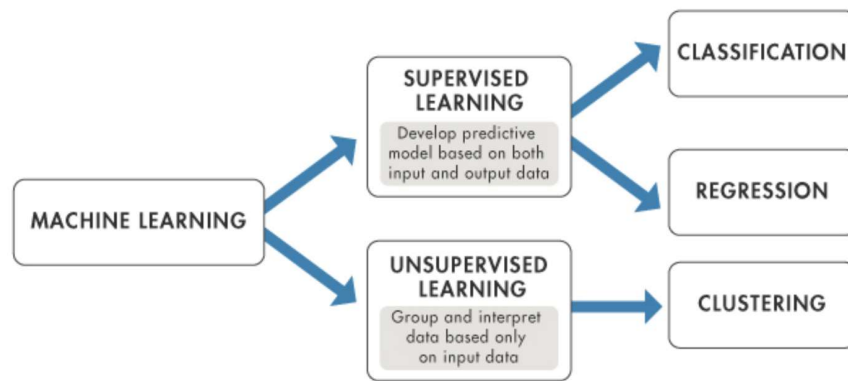 MACHINE LEARNING
SUPERVISED
LEARNING
Develop predictive
model based on both
input and output data
UNSUPERVISED
LEARNING
Group and interpret
data based only
on input data
CLASSIFICATION
REGRESSION
CLUSTERING